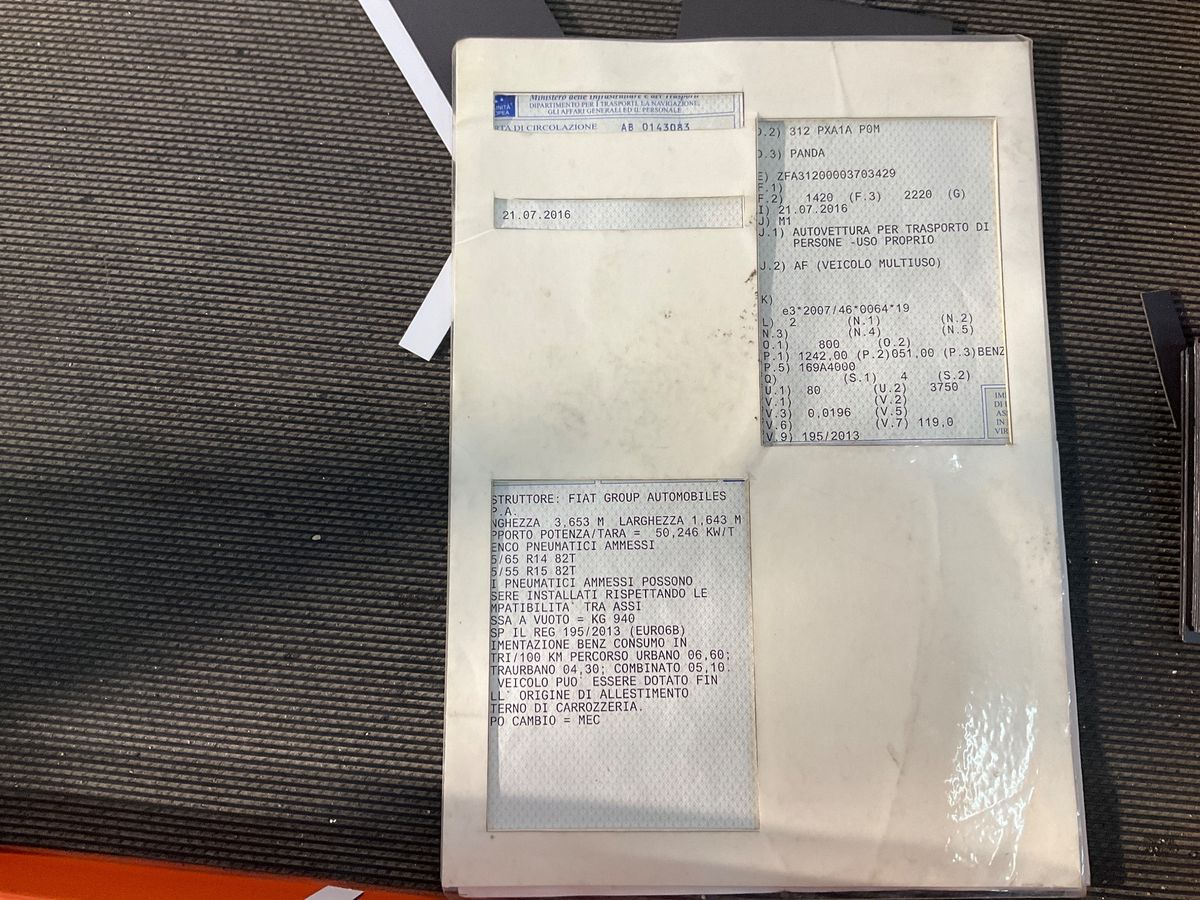 Ministero delle Infrastrutture e dei Trasporti
DIPARTIMENTO PER I TRASPORTI, LA NAVIGAZIONE,
GLI AFFARI GENERALI ED IL PERSONALE
NITA'
OPEA
RTA DI CIRCOLAZIONE AB 0143083
21.07.2016
D.2) 312 PXA1A P0M
D.3) PANDA
E) ZFA31200003703429
F.1)
F.2) 1420 (F.3) 2220 (G)
I) 21.07.2016
J) M1
J.1) AUTOVETTURA PER TRASPORTO DI
PERSONE -USO PROPRIO
J.2) AF (VEICOLO MULTIUSO)
K)
e3*2007/46*0064*19
L) 2 (N.1) (N.2)
N.3) (N.4) (N.5)
O.1) 800 (O.2)
P.1) 1242,00 (P.2)051,00 (P.3)BENZ
P.5) 169A4000
Q) (S.1) 4 (S.2)
U.1) 80 (U.2) 3750
V.1) (V.2)
V.3) 0,0196 (V.5)
V.6) (V.7) 119,0
V.9) 195/2013
IM
DI
AS
IN
VIR
STRUTTORE: FIAT GROUP AUTOMOBILES
P.A.
NGHEZZA 3,653 M LARGHEZZA 1,643 M
PPORTO POTENZA/TARA = 50,246 KW/T
ENCO PNEUMATICI AMMESSI
5/65 R14 82T
5/55 R15 82T
I PNEUMATICI AMMESSI POSSONO
SERE INSTALLATI RISPETTANDO LE
MPATIBILITA` TRA ASSI
SSA A VUOTO = KG 940
SP IL REG 195/2013 (EURO6B)
IMENTAZIONE BENZ CONSUMO IN
TRI/100 KM PERCORSO URBANO 06,60;
TRAURBANO 04,30; COMBINATO 05,10.
VEICOLO PUO` ESSERE DOTATO FIN
LL` ORIGINE DI ALLESTIMENTO
TERNO DI CARROZZERIA.
PO CAMBIO = MEC